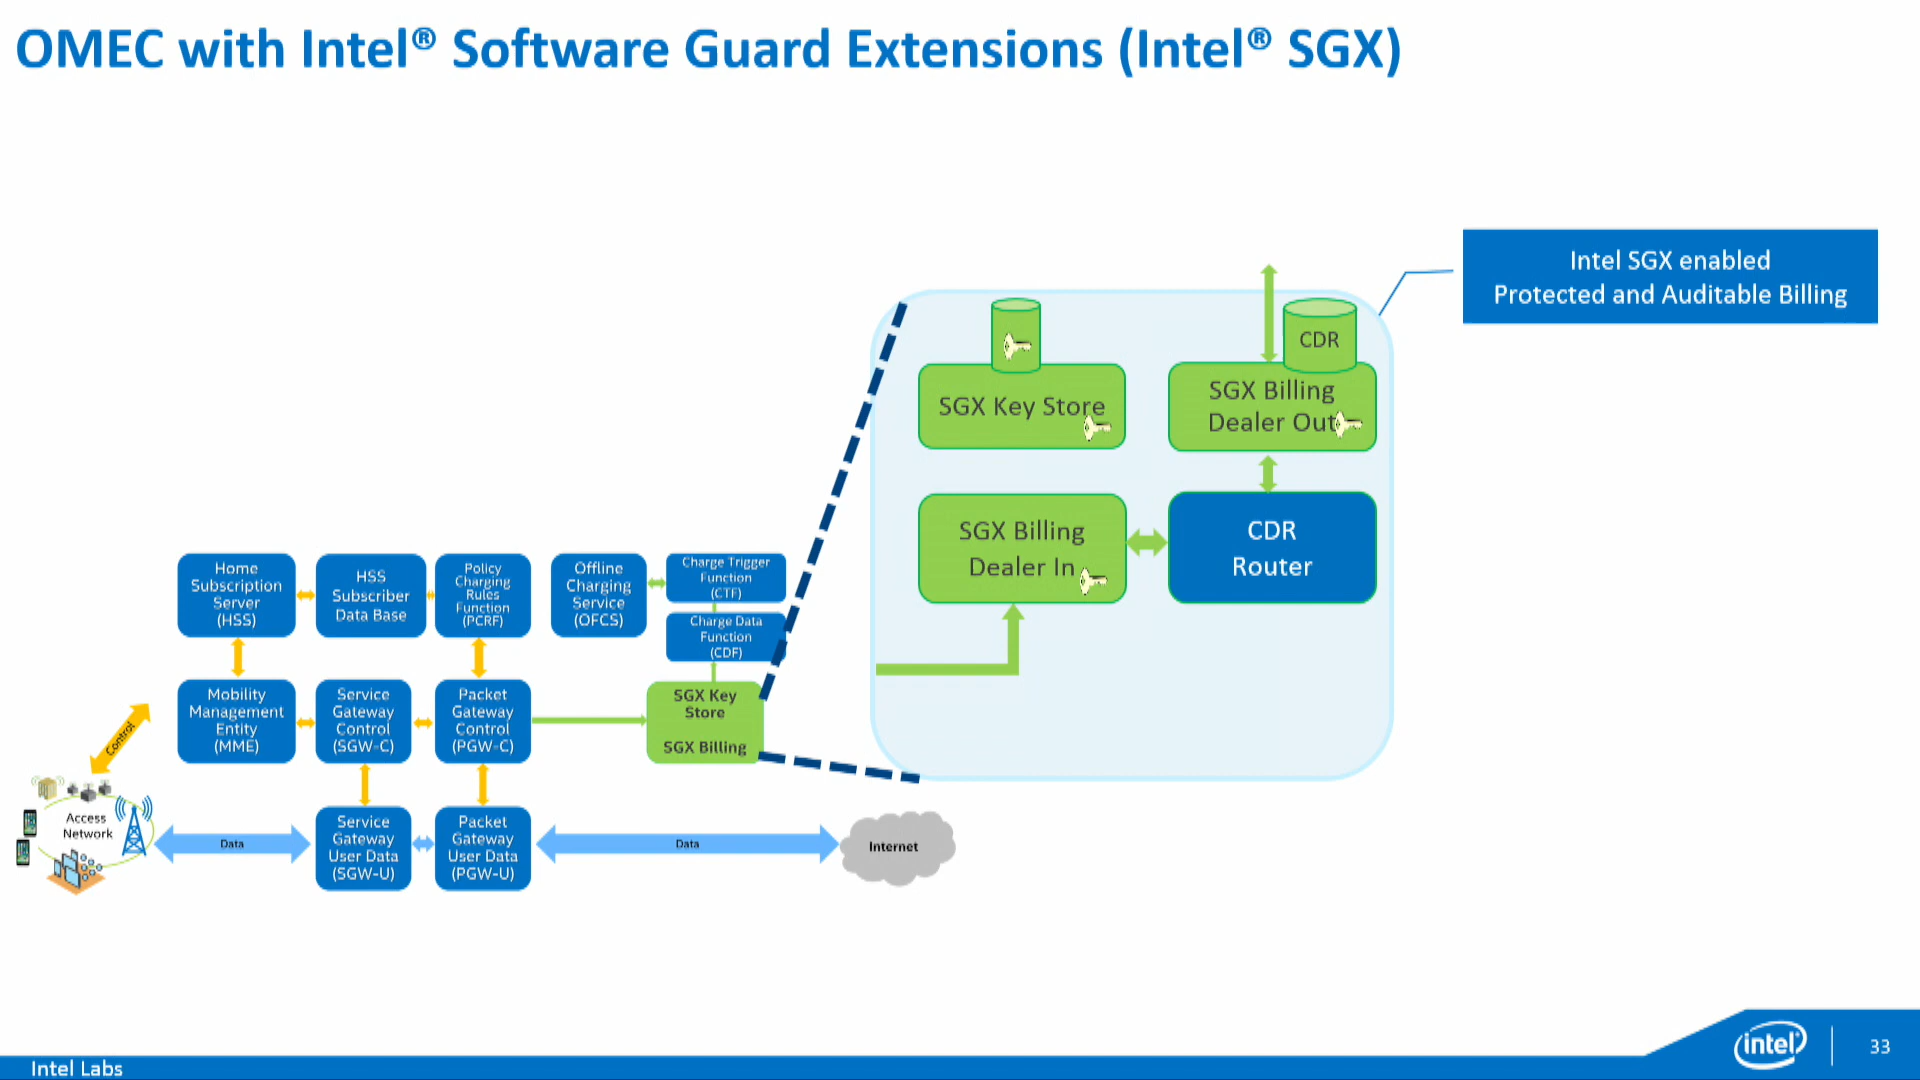 OMEC with Intel® Software Guard Extensions (Intel® SGX)
Intel SGX enabled
Protected and Auditable Billing
CDR
SGX Key Store
SGX Billing
Dealer Out
SGX Billing
Dealer In
CDR
Router
Home
Subscription
Server
(HSS)
HSS
Subscriber
Data Base
Policy
Charging
Rules
Function
(PCRF)
Offline
Charging
Service
(OFCS)
Charge Trigger
Function
(CTF)
Charge Data
Function
(CDF)
Mobility
Management
Entity
(MME)
Service
Gateway
Control
(SGW-C)
Packet
Gateway
Control
(PGW-C)
SGX Key
Store
SGX Billing
Control
Access
Network
Data
Service
Gateway
User Data
(SGW-U)
Packet
Gateway
User Data
(PGW-U)
Data
Internet
Intel Labs
intel®
33